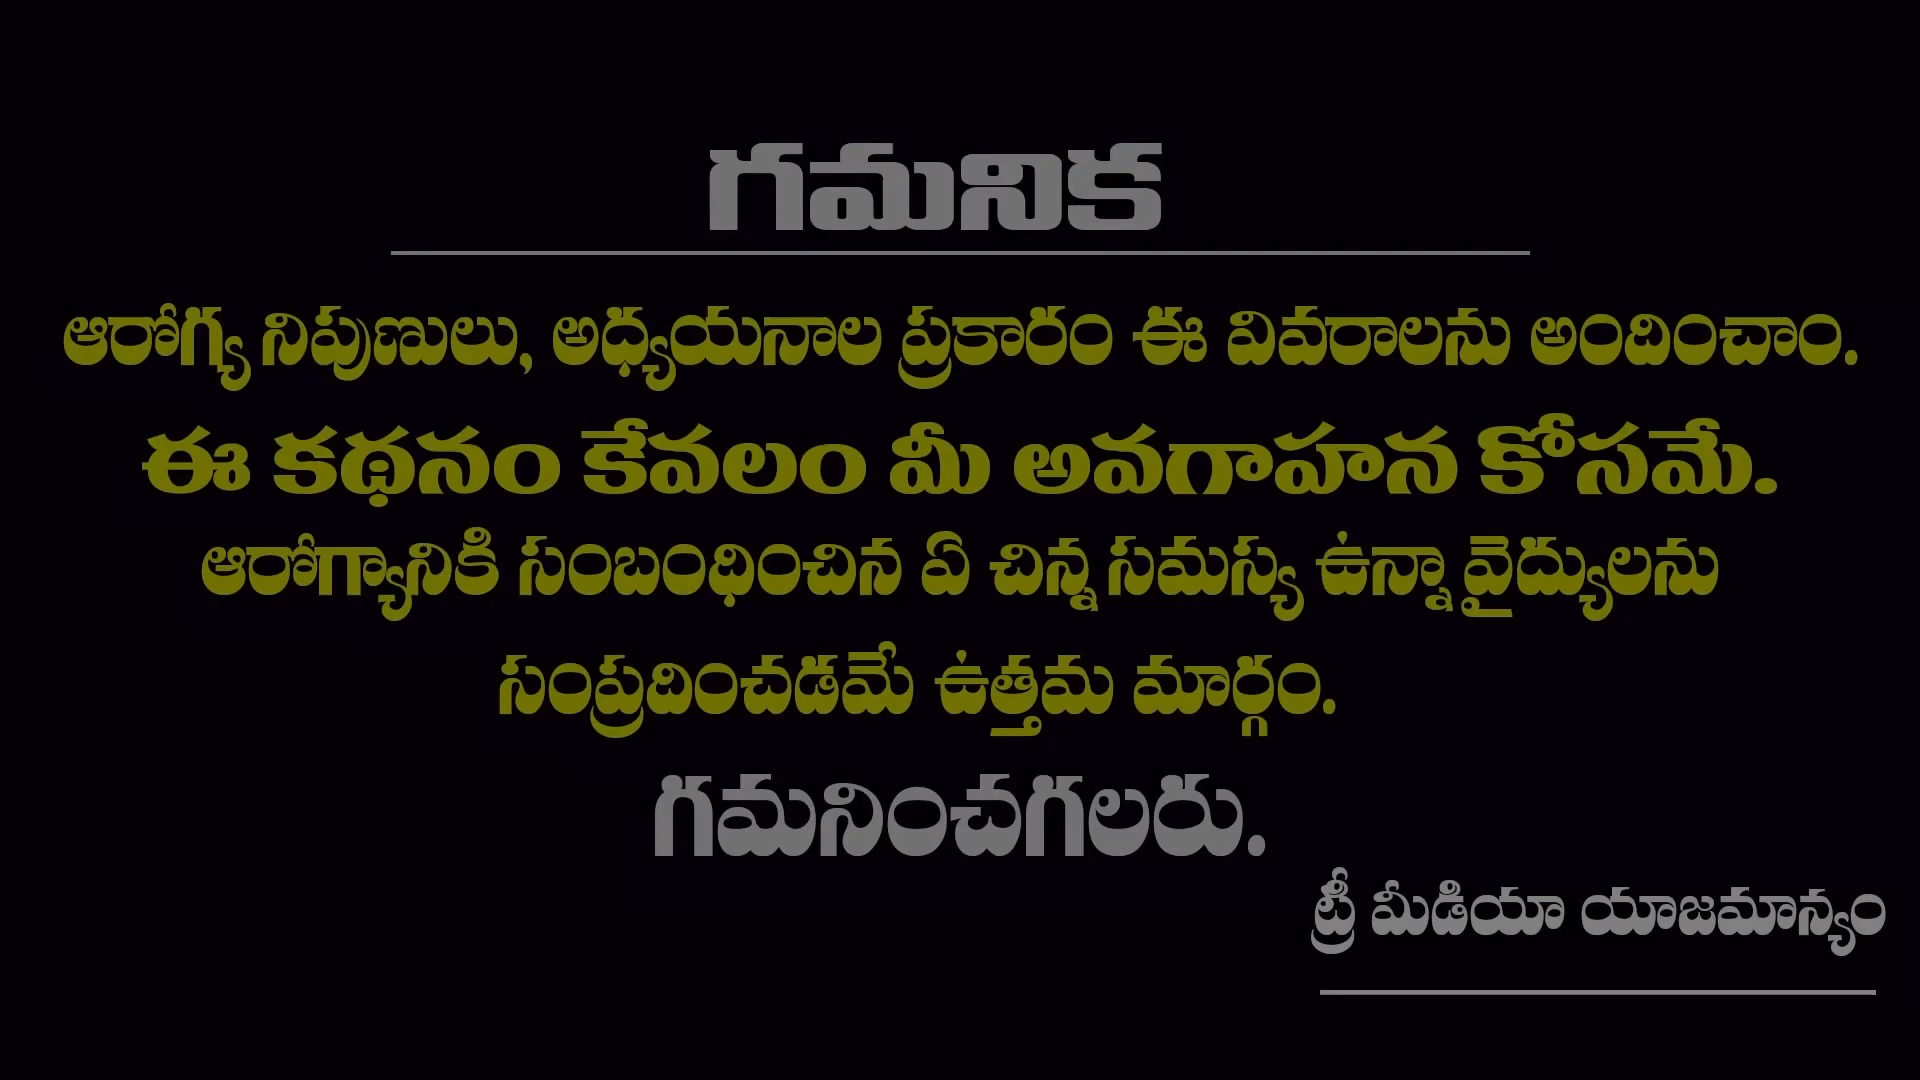 గమనిక
ఆరోగ్య నిపుణులు, అధ్యయనాల ప్రకారం ఈ వివరాలను అందించాం.
ఈ కథనం కేవలం మీ అవగాహన కోసమే.
ఆరోగ్యానికి సంబంధించిన ఏ చిన్న సమస్య ఉన్నా వైద్యులను
సంప్రదించడమే ఉత్తమ మార్గం.
గమనించగలరు.
ట్రీ మీడియా యాజమాన్యం